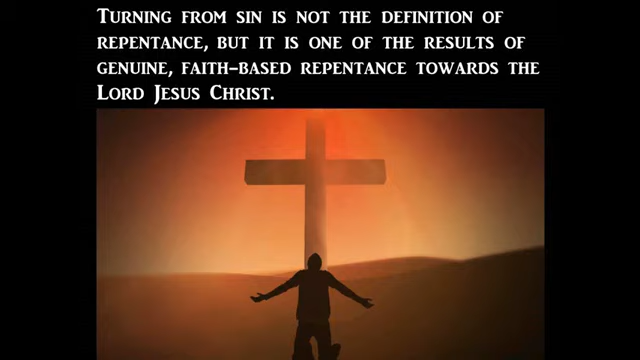 Turning from sin is not the definition of
repentance, but it is one of the results of
genuine, faith-based repentance towards the
Lord Jesus Christ.